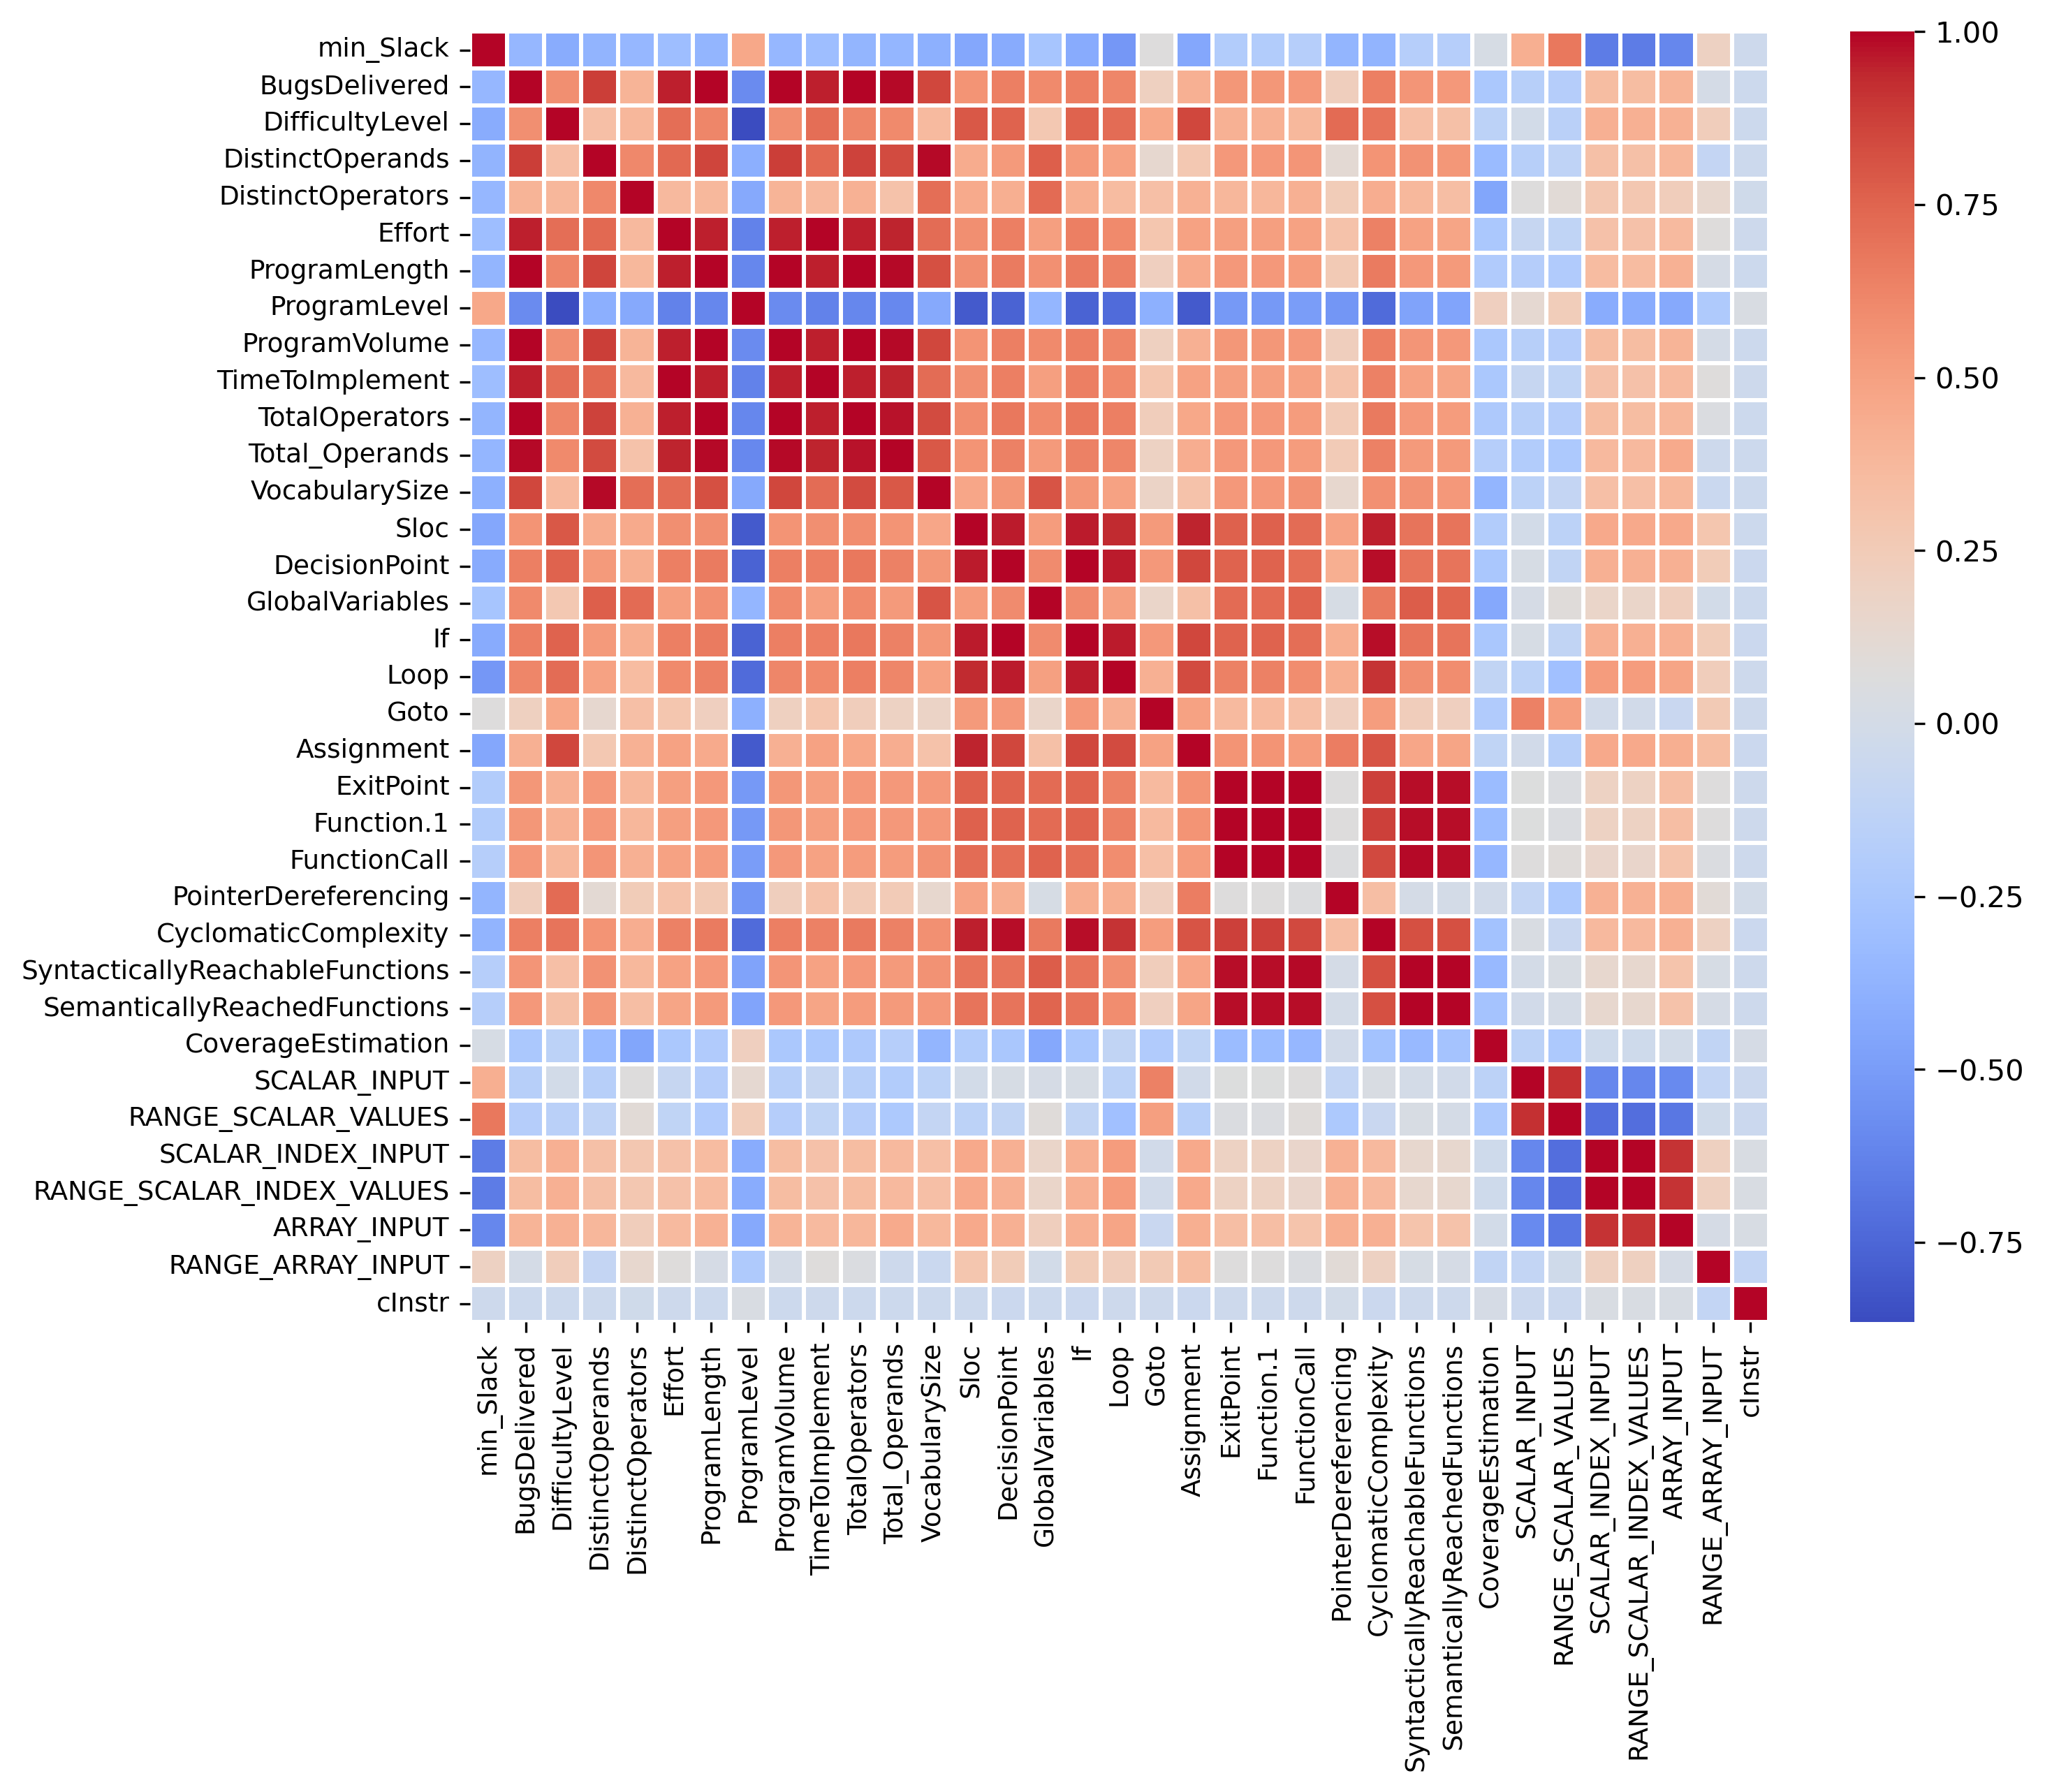 min_Slack
BugsDelivered
DifficultyLevel
DistinctOperands
DistinctOperators
Effort
ProgramLength
ProgramLevel
ProgramVolume
TimeToImplement
TotalOperators
Total_Operands
VocabularySize
Sloc
DecisionPoint
GlobalVariables
If
Loop
Goto
Assignment
ExitPoint
Function.1
FunctionCall
PointerDereferencing
CyclomaticComplexity
SyntacticallyReachableFunctions
SemanticallyReachedFunctions
CoverageEstimation
SCALAR_INPUT
RANGE_SCALAR_VALUES
SCALAR_INDEX_INPUT
RANGE_SCALAR_INDEX_VALUES
ARRAY_INPUT
RANGE_ARRAY_INPUT
cInstr
min_Slack
BugsDelivered
DifficultyLevel
DistinctOperands
DistinctOperators
Effort
ProgramLength
ProgramLevel
ProgramVolume
TimeToImplement
TotalOperators
Total_Operands
VocabularySize
Sloc
DecisionPoint
GlobalVariables
If
Loop
Goto
Assignment
ExitPoint
Function.1
FunctionCall
PointerDereferencing
CyclomaticComplexity
SyntacticallyReachableFunctions
SemanticallyReachedFunctions
CoverageEstimation
SCALAR_INPUT
RANGE_SCALAR_VALUES
SCALAR_INDEX_INPUT
RANGE_SCALAR_INDEX_VALUES
ARRAY_INPUT
RANGE_ARRAY_INPUT
cInstr
1.00
0.75
0.50
0.25
0.00
−0.25
−0.50
−0.75